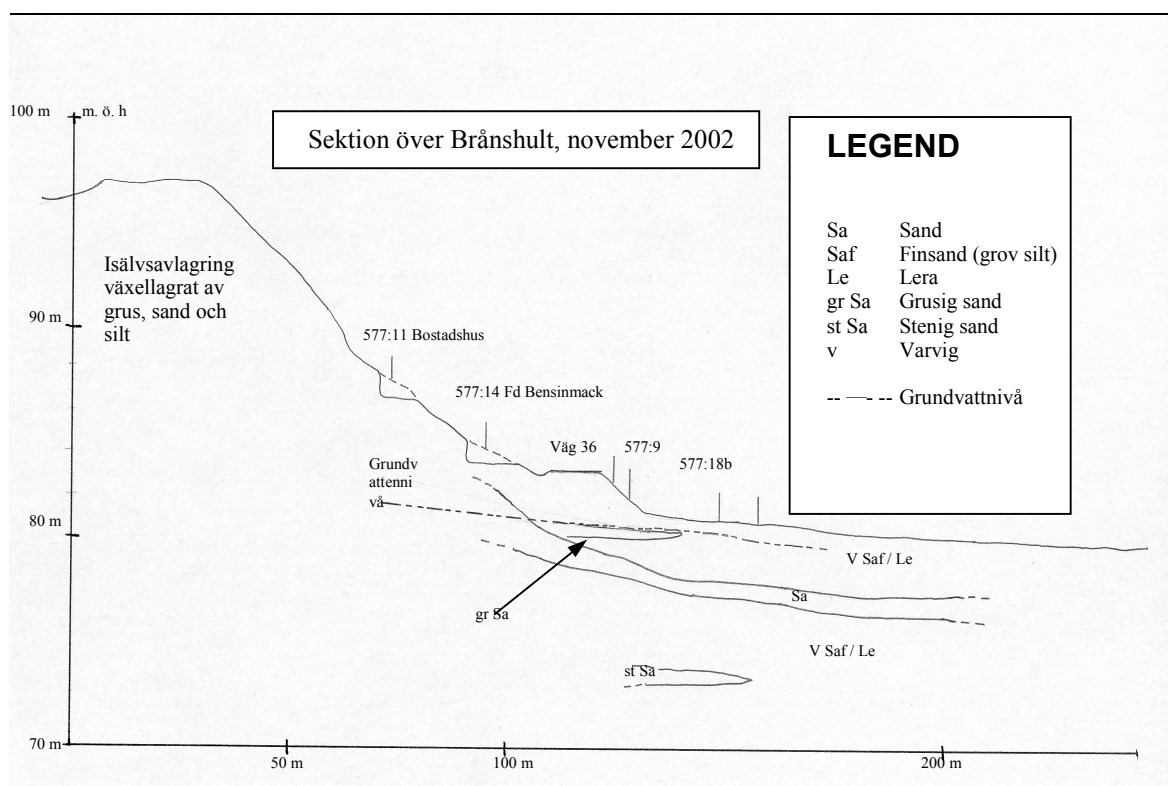 100 m
m. ö. h
Sektion över Brånshult, november 2002
LEGEND
Sa Sand
Saf Finsand (grov silt)
Le Lera
gr Sa Grusig sand
st Sa Stenig sand
v Varvig
Grundvattnivå
Isälvsavlagring
växellagrat av
grus, sand och
silt
90 m
577:11 Bostadshus
577:14 Fd Bensinmack
Väg 36
577:9
577:18b
Grundv
attenni
vå
80 m
V Saf / Le
Sa
gr Sa
V Saf / Le
st Sa
70 m
50 m
100 m
200 m